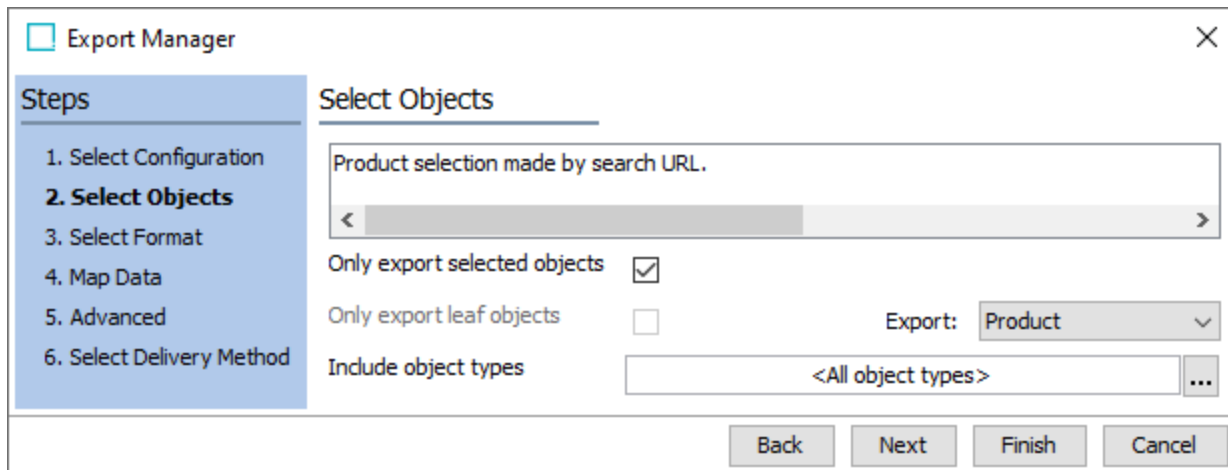 Export Manager
Steps
1. Select Configuration
2. Select Objects
3. Select Format
4. Map Data
5. Advanced
6. Select Delivery Method
Select Objects
Product selection made by search URL.
Only export selected objects
Only export leaf objects
Export: Product
Include object types
<All object types>
...
Back
Next
Finish
Cancel